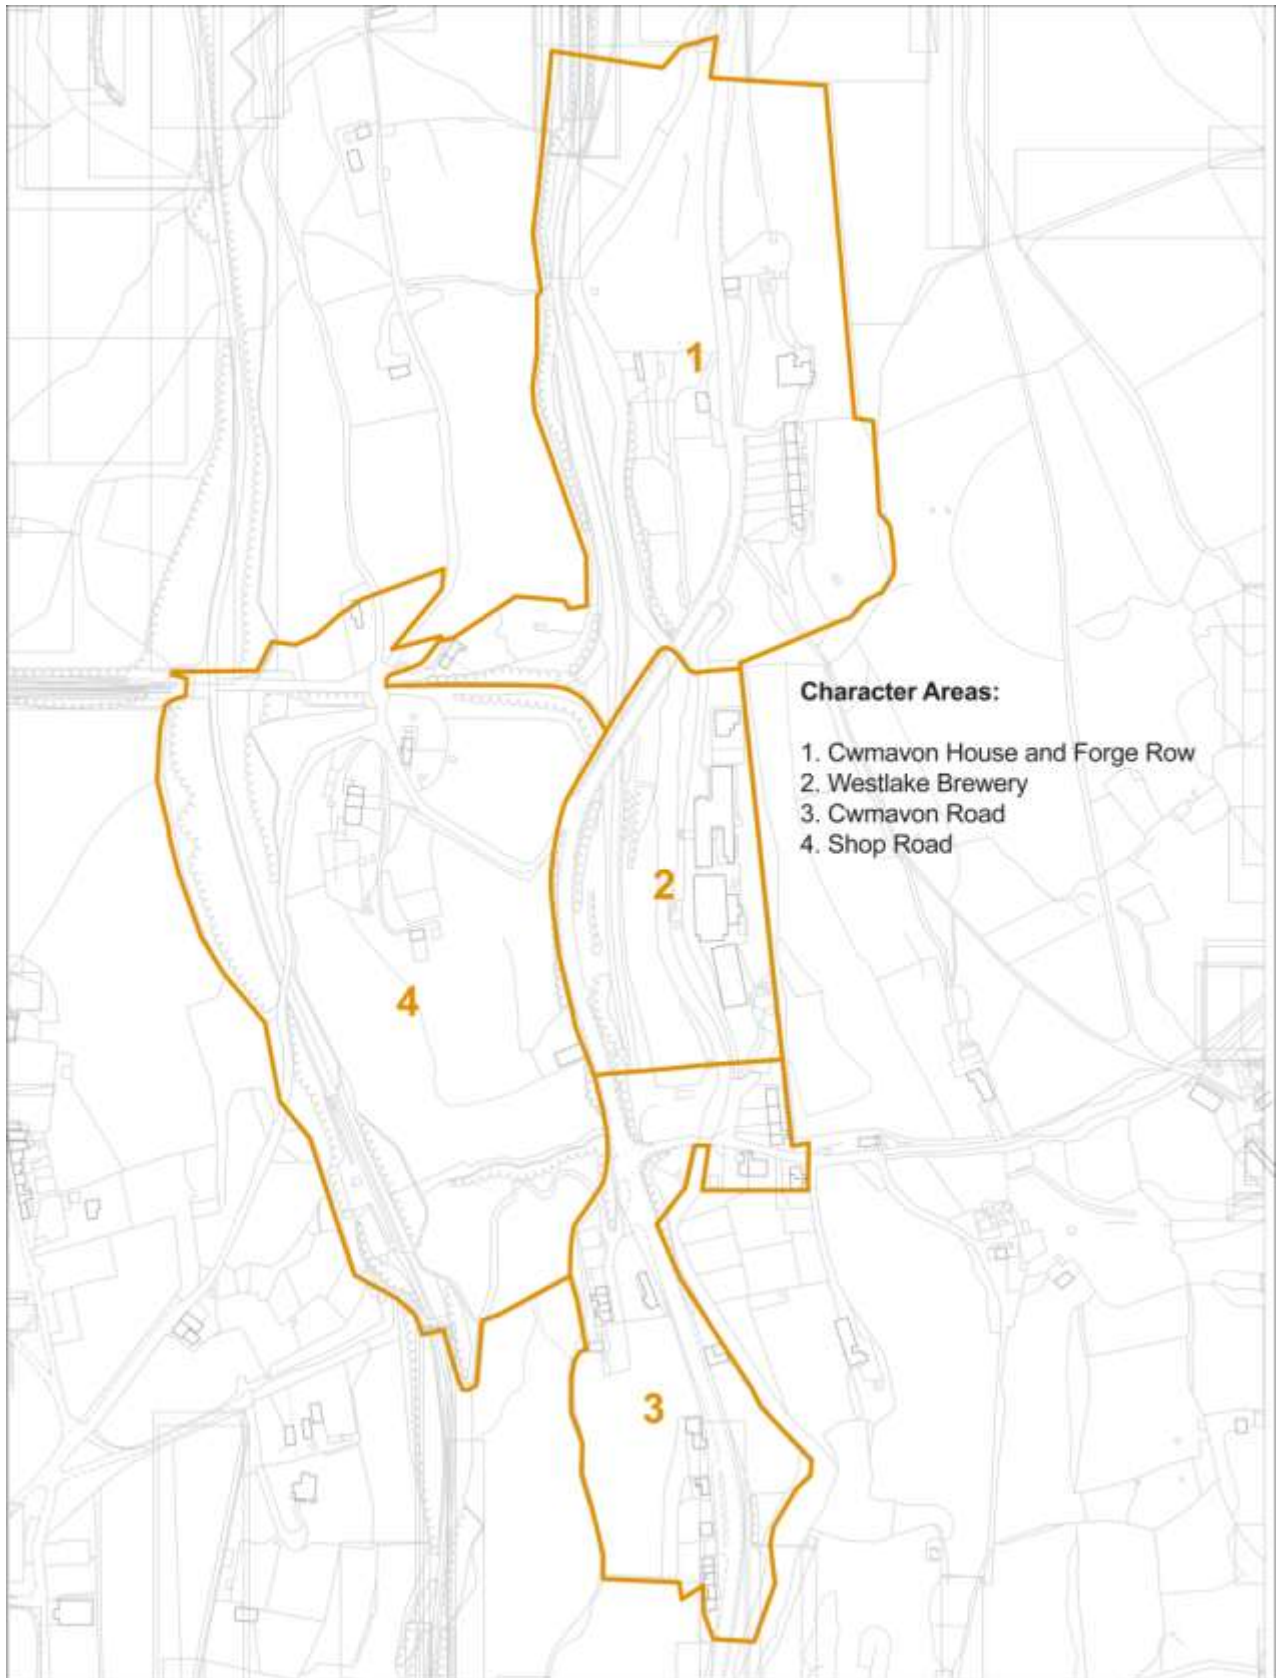 1
Character Areas:
1. Cwmavon House and Forge Row
2. Westlake Brewery
3. Cwmavon Road
4. Shop Road
2
4
3